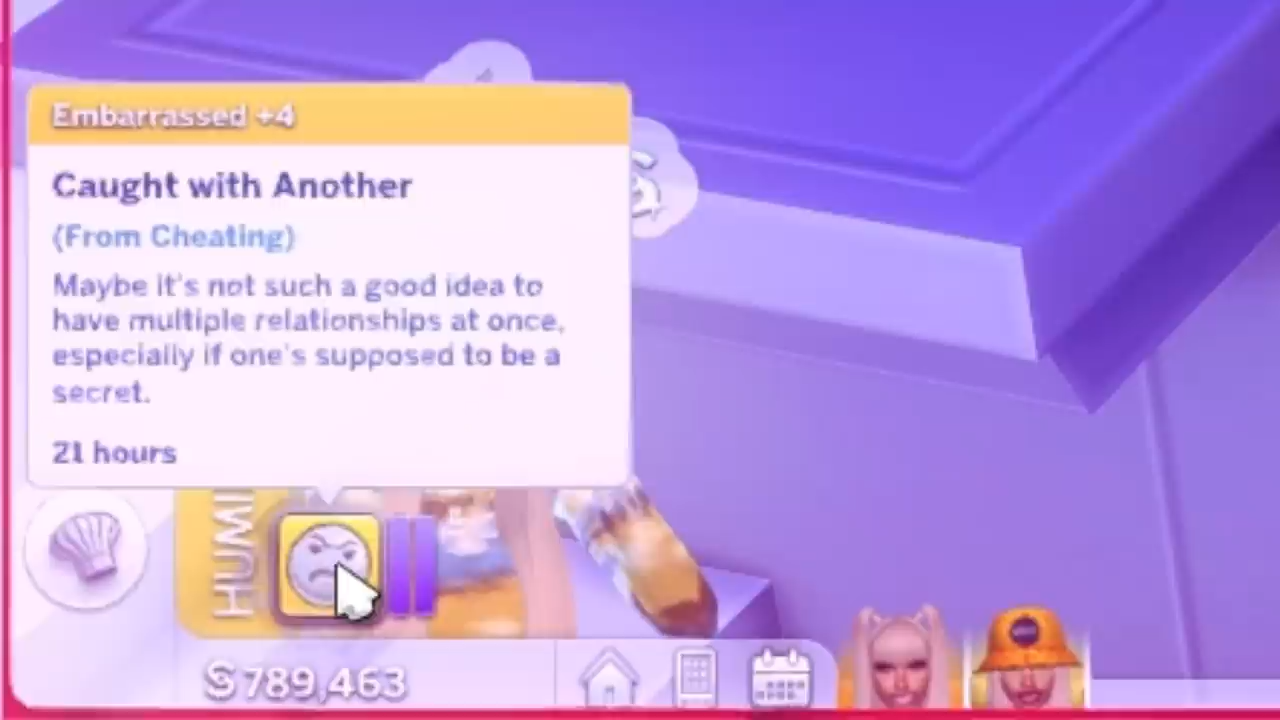 Embarrassed +4
Caught with Another
(From Cheating)
Maybe it's not such a good idea to
have multiple relationships at once,
especially if one's supposed to be a
secret.
21 hours
HUMI
§789,463